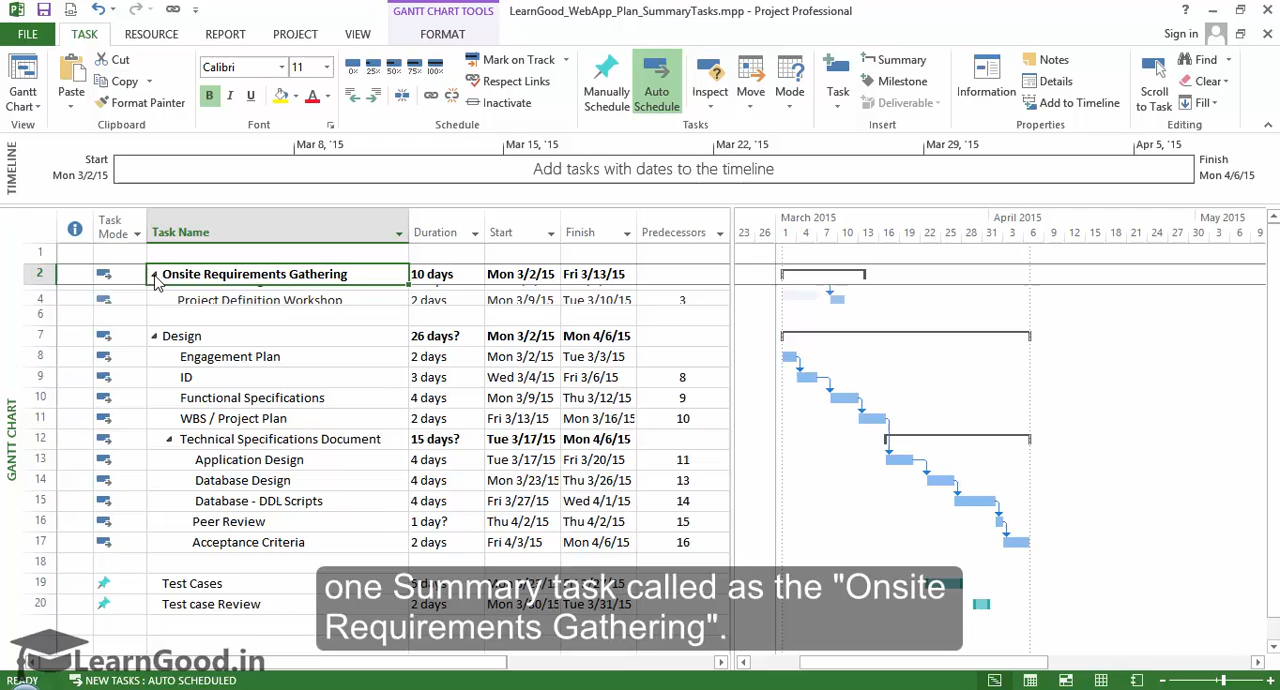 LearnGood_WebApp_Plan_SummaryTasks.mpp - Project Professional
GANTT CHART TOOLS
FILE TASK RESOURCE REPORT PROJECT VIEW FORMAT Sign in
Gantt Chart
Paste
Cut
Copy
Format Painter
Calibri 11
B I U A
0% 25% 50% 75% 100%
Mark on Track
Respect Links
Inactivate
Manually Schedule
Auto Schedule
Inspect
Move
Mode
Task
Summary
Milestone
Deliverable
Information
Notes
Details
Add to Timeline
Scroll to Task
Find
Clear
Fill
View Clipboard Font Schedule Tasks Insert Properties Editing
TIMELINE
Mar 8, '15 Mar 15, '15 Mar 22, '15 Mar 29, '15 Apr 5, '15
Start
Mon 3/2/15
Add tasks with dates to the timeline
Finish
Mon 4/6/15
GANTT CHART
Task Mode Task Name Duration Start Finish Predecessors
March 2015 April 2015 May 2015
23 26 1 4 7 10 13 16 19 22 25 28 31 3 6 9 12 15 18 21 24 27 30 3 6 9
1
2 Onsite Requirements Gathering 10 days Mon 3/2/15 Fri 3/13/15
4 Project Definition Workshop 2 days Mon 3/9/15 Tue 3/10/15 3
6
7 Design 26 days? Mon 3/2/15 Mon 4/6/15
8 Engagement Plan 2 days Mon 3/2/15 Tue 3/3/15
9 ID 3 days Wed 3/4/15 Fri 3/6/15 8
10 Functional Specifications 4 days Mon 3/9/15 Thu 3/12/15 9
11 WBS / Project Plan 2 days Fri 3/13/15 Mon 3/16/15 10
12 Technical Specifications Document 15 days? Tue 3/17/15 Mon 4/6/15
13 Application Design 4 days Tue 3/17/15 Fri 3/20/15 11
14 Database Design 4 days Mon 3/23/15 Thu 3/26/15 13
15 Database - DDL Scripts 4 days Fri 3/27/15 Wed 4/1/15 14
16 Peer Review 1 day? Thu 4/2/15 Thu 4/2/15 15
17 Acceptance Criteria 2 days Fri 4/3/15 Mon 4/6/15 16
18
19 Test Cases
20 Test case Review 2 days Mon 3/30/15 Tue 3/31/15
one Summary task called as the "Onsite
Requirements Gathering".
LearnGood.in
READY NEW TASKS : AUTO SCHEDULED